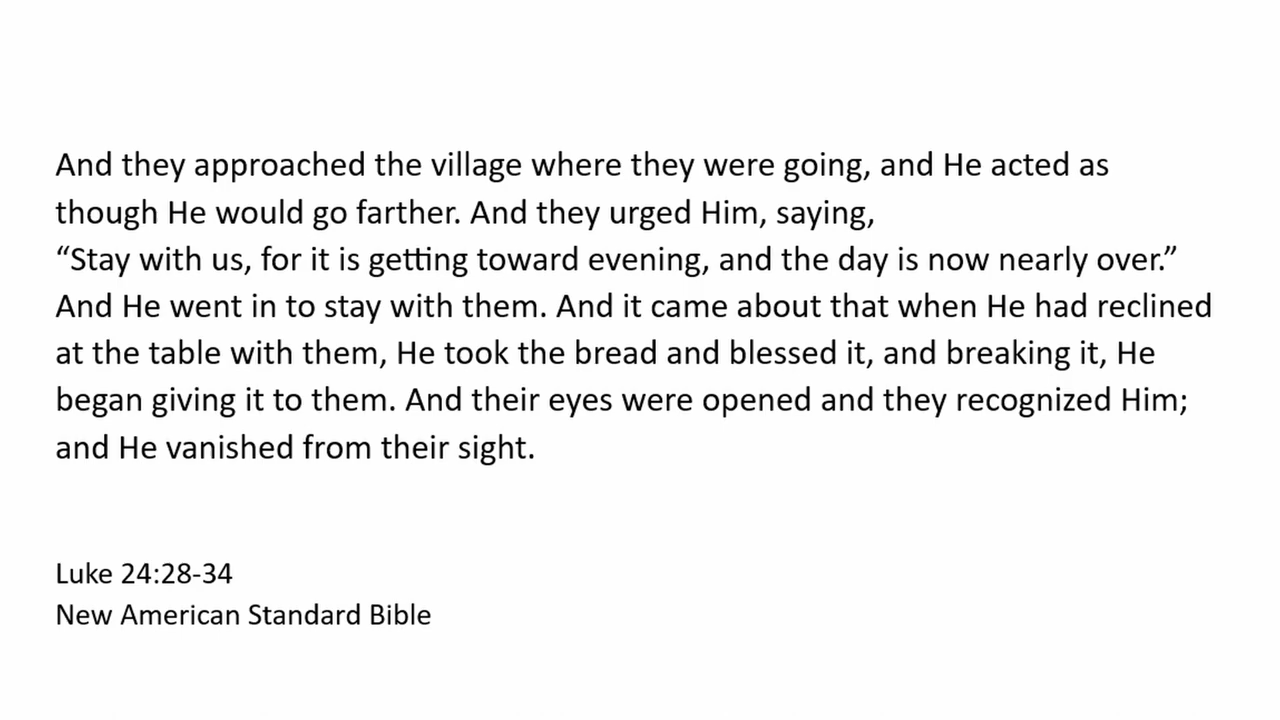 And they approached the village where they were going, and He acted as
though He would go farther. And they urged Him, saying,
“Stay with us, for it is getting toward evening, and the day is now nearly over.”
And He went in to stay with them. And it came about that when He had reclined
at the table with them, He took the bread and blessed it, and breaking it, He
began giving it to them. And their eyes were opened and they recognized Him;
and He vanished from their sight.
Luke 24:28-34
New American Standard Bible